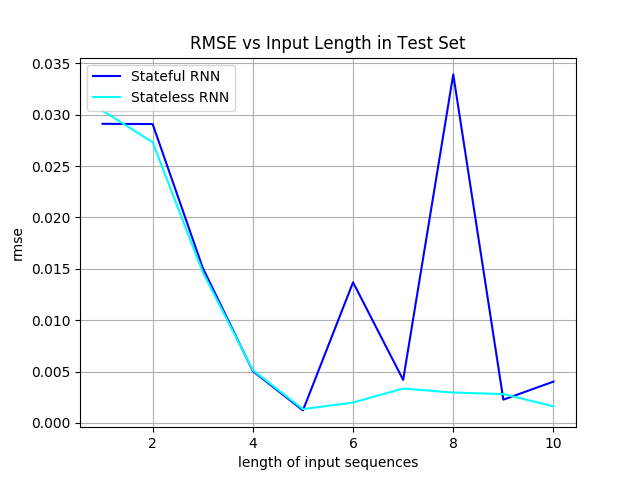 RMSE vs Input Length in Test Set
0.035
0.030
0.025
0.020
0.015
0.010
0.005
0.000
rmse
Stateful RNN
Stateless RNN
2 4 6 8 10
length of input sequences